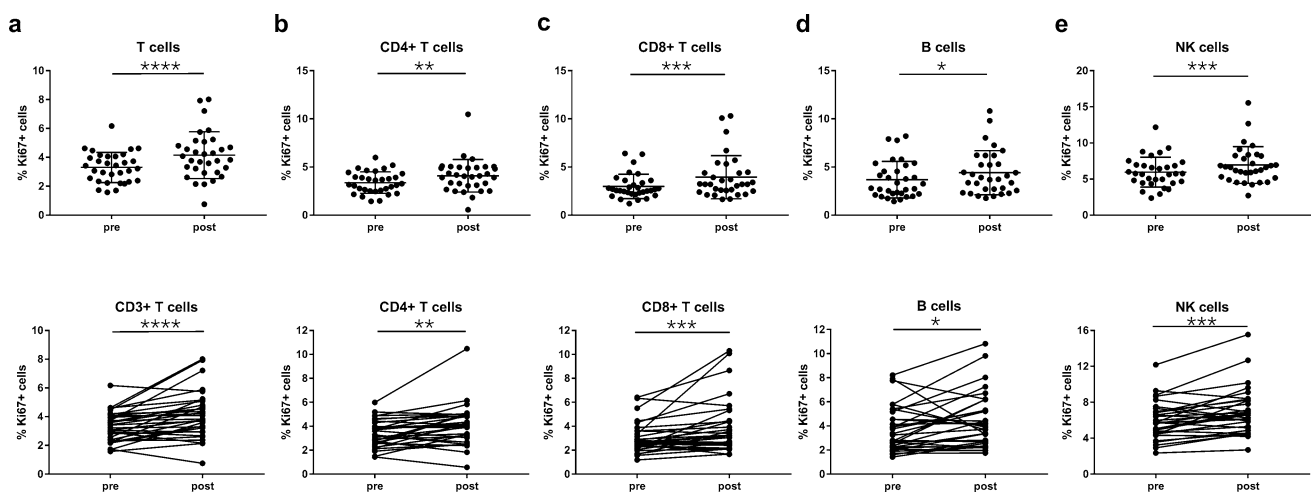 a
T cells
****
% Ki67+ cells
10
8
6
4
2
0
pre
post
b
CD4+ T cells
**
% Ki67+ cells
15
10
5
0
pre
post
c
CD8+ T cells
***
% Ki67+ cells
15
10
5
0
pre
post
d
B cells
*
% Ki67+ cells
15
10
5
0
pre
post
e
NK cells
***
% Ki67+ cells
20
15
10
5
0
pre
post
CD3+ T cells
****
% Ki67+ cells
10
8
6
4
2
0
pre
post
CD4+ T cells
**
% Ki67+ cells
12
10
8
6
4
2
0
pre
post
CD8+ T cells
***
% Ki67+ cells
12
10
8
6
4
2
0
pre
post
B cells
*
% Ki67+ cells
12
10
8
6
4
2
0
pre
post
NK cells
***
% Ki67+ cells
16
12
8
4
0
pre
post